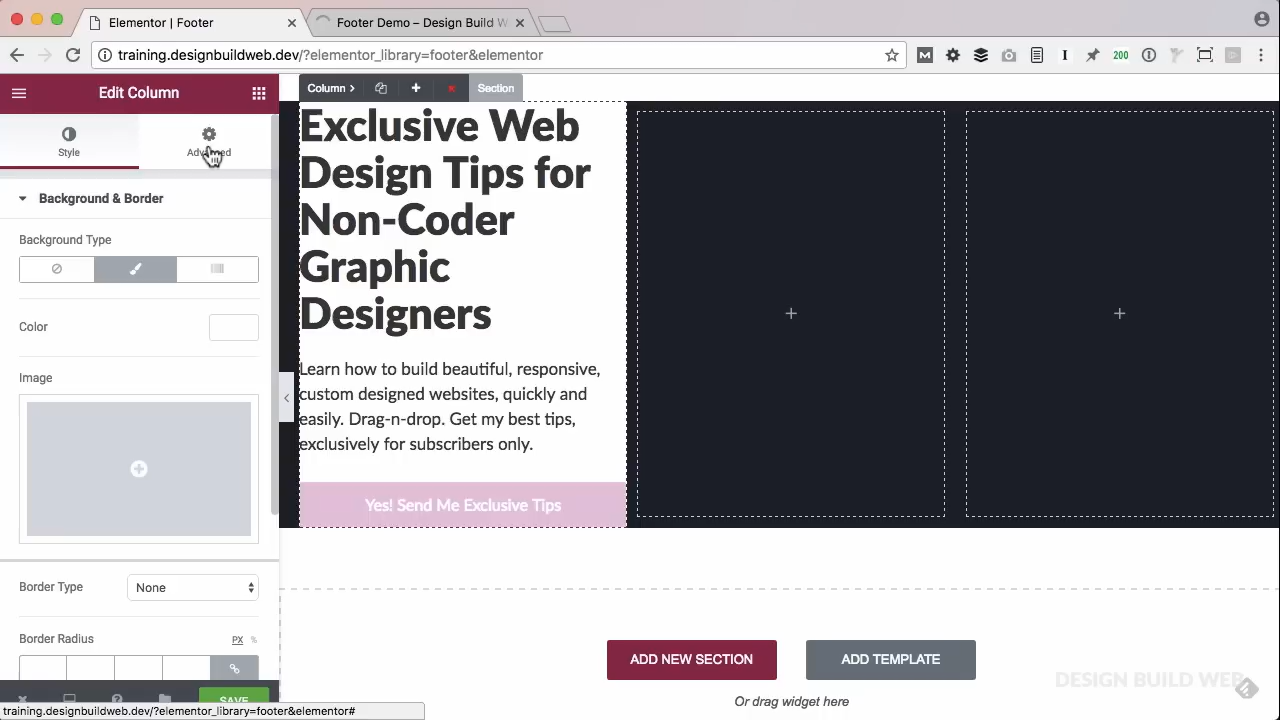 Elementor | Footer
Footer Demo – Design Build W
training.designbuildweb.dev/?elementor_library=footer&elementor
200
Edit Column
Style
Advanced
Background & Border
Background Type
Color
Image
Border Type
None
Border Radius
PX
%
SAVE
training.designbuildweb.dev/?elementor_library=footer&elementor#
Column
Section
Exclusive Web
Design Tips for
Non-Coder
Graphic
Designers
Learn how to build beautiful, responsive,
custom designed websites, quickly and
easily. Drag-n-drop. Get my best tips,
exclusively for subscribers only.
Yes! Send Me Exclusive Tips
ADD NEW SECTION
ADD TEMPLATE
Or drag widget here
DESIGN BUILD WEB